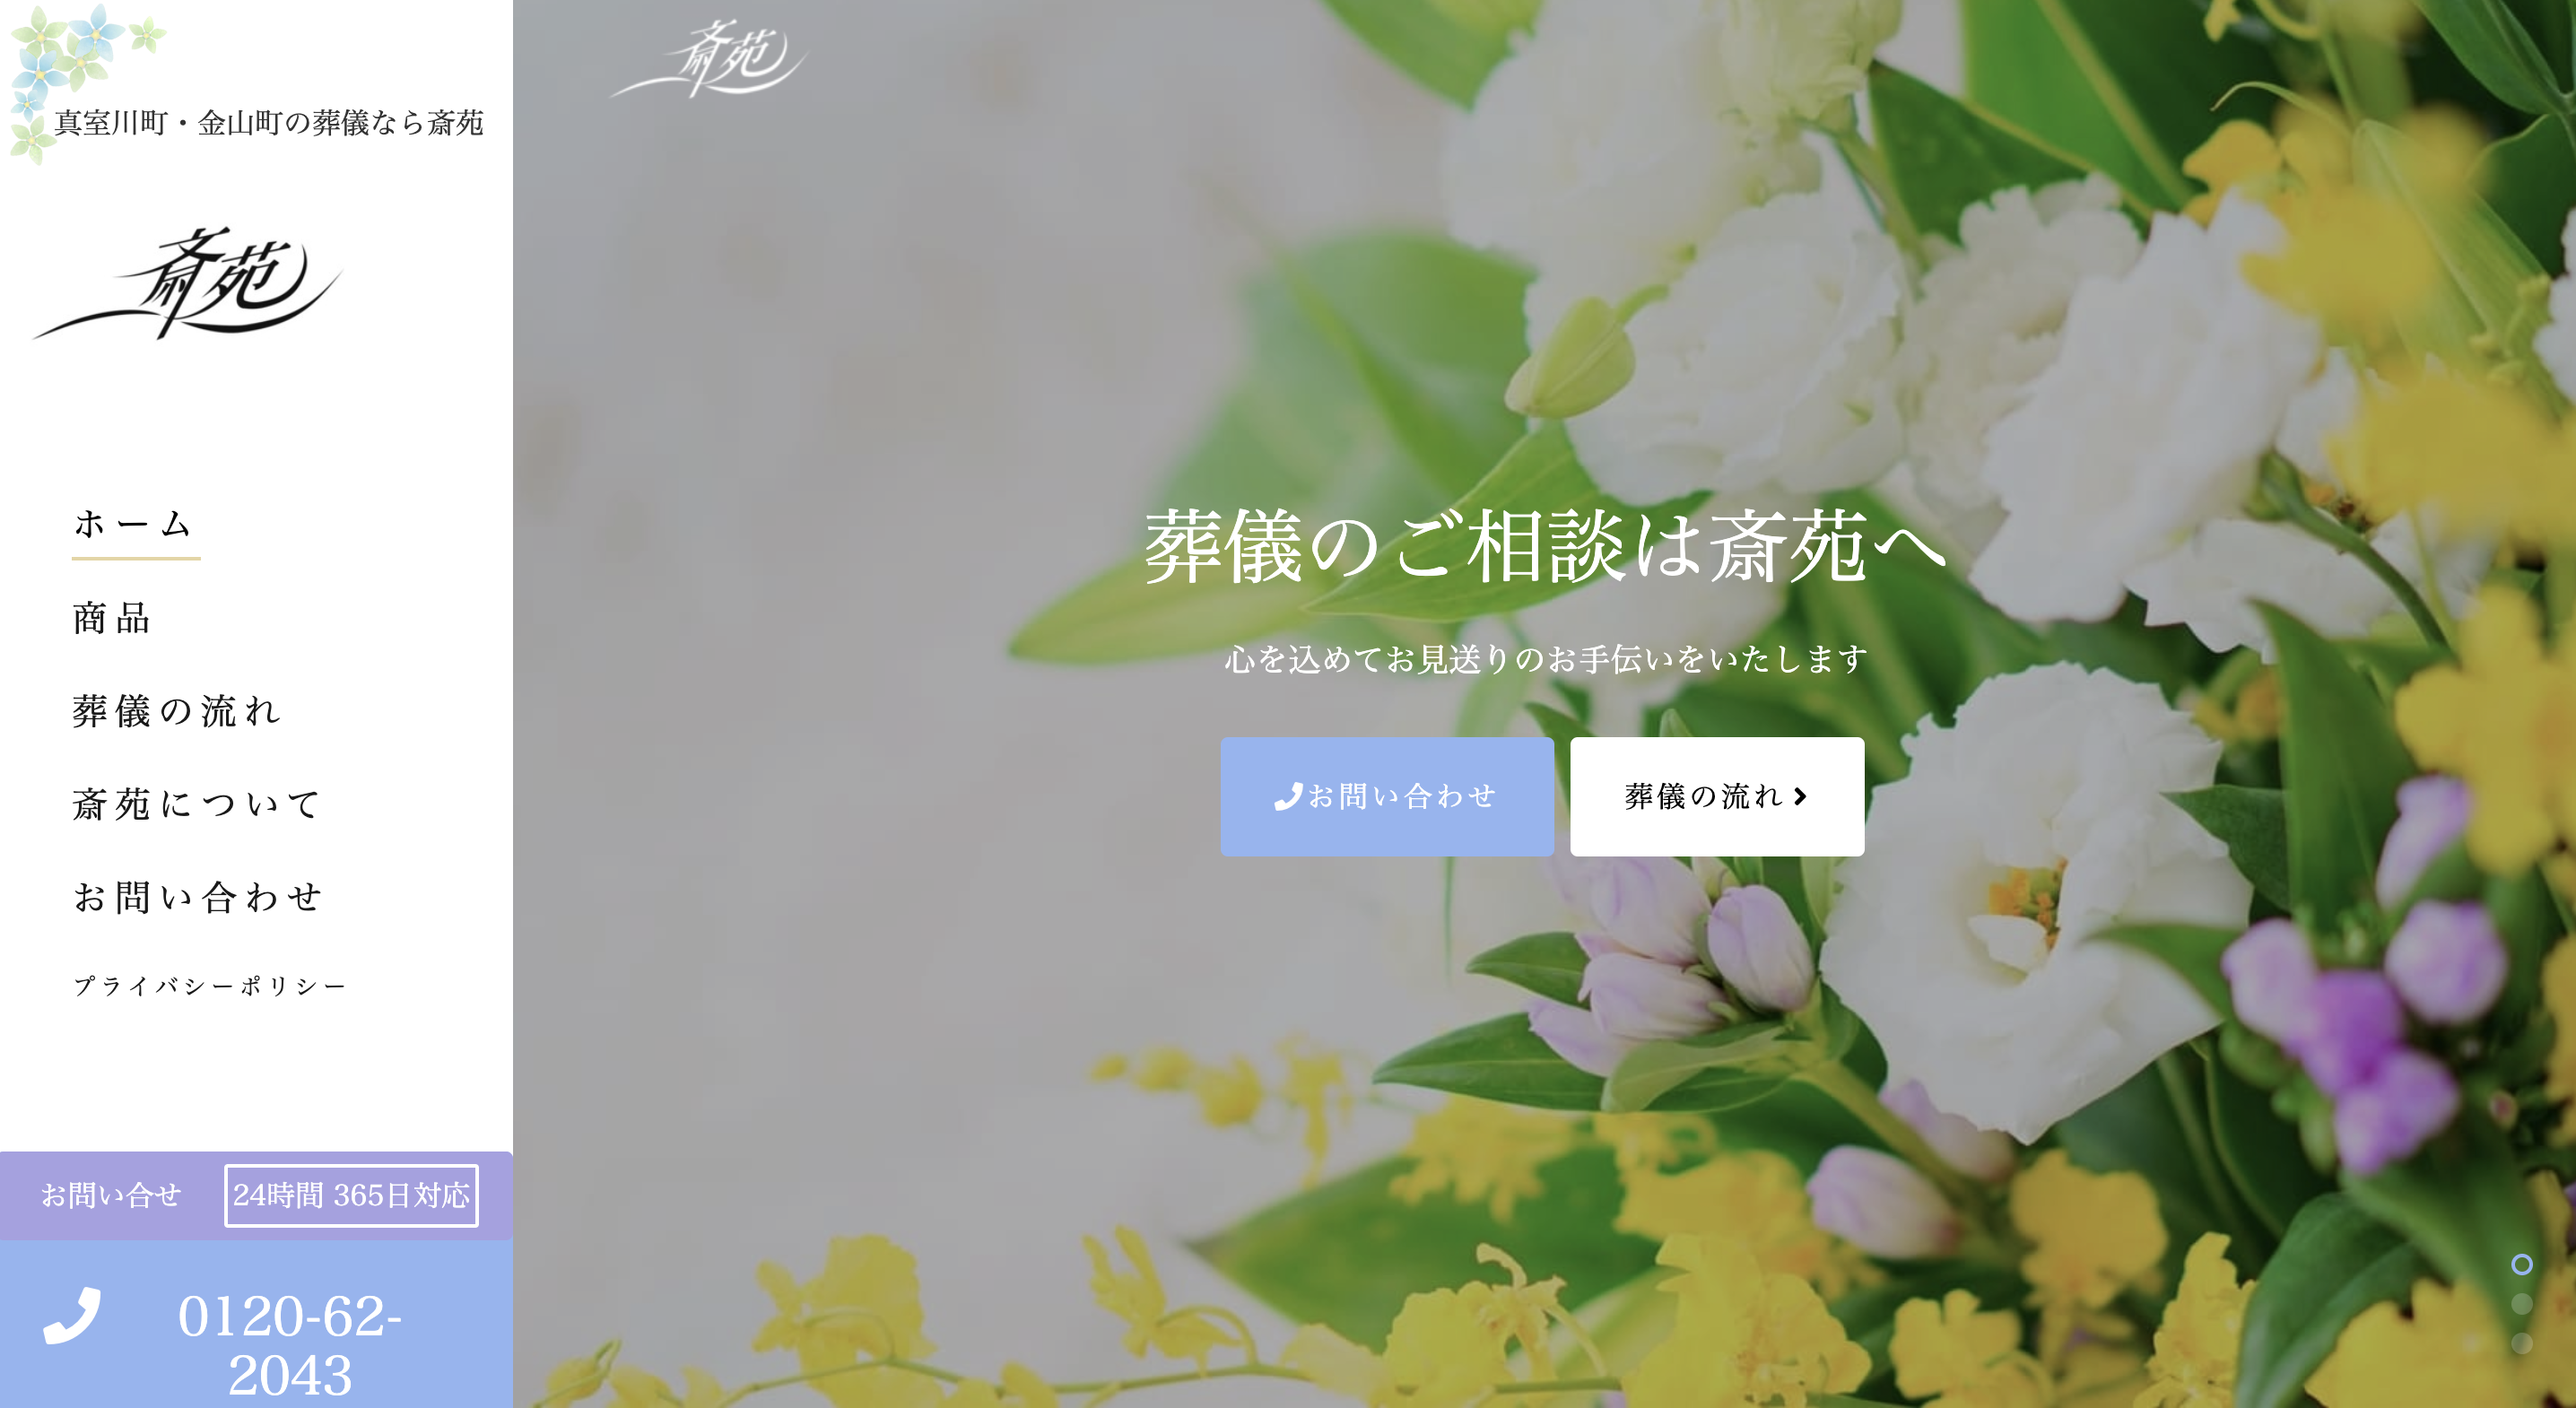 真室川町・金山町の葬儀なら斎苑
斎苑
ホーム
商品
葬儀の流れ
斎苑について
お問い合わせ
プライバシーポリシー
お問い合せ
24時間 365日対応
0120-62-
2043
斎苑
葬儀のご相談は斎苑へ
心を込めてお見送りのお手伝いをいたします
お問い合わせ
葬儀の流れ